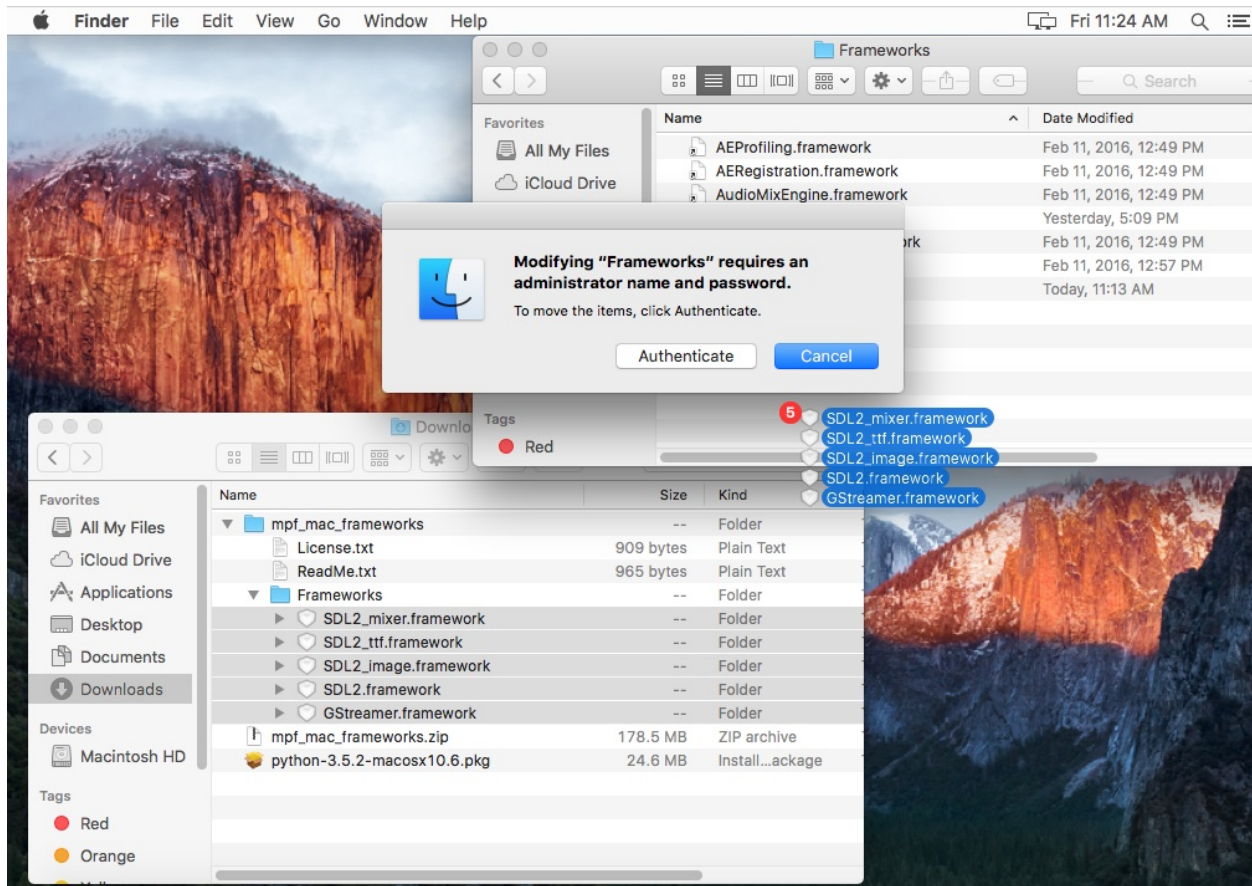 Finder File Edit View Go Window Help Fri 11:24 AM
Frameworks
Search
Favorites
All My Files
iCloud Drive
Tags
Red
Name Date Modified
AEProfiling.framework Feb 11, 2016, 12:49 PM
AERegistration.framework Feb 11, 2016, 12:49 PM
AudioMixEngine.framework Feb 11, 2016, 12:49 PM
Yesterday, 5:09 PM
ork Feb 11, 2016, 12:49 PM
Feb 11, 2016, 12:57 PM
Today, 11:13 AM
Modifying “Frameworks” requires an
administrator name and password.
To move the items, click Authenticate.
Authenticate Cancel
5
SDL2_mixer.framework
SDL2_ttf.framework
SDL2_image.framework
SDL2.framework
GStreamer.framework
Downlo
Favorites
All My Files
iCloud Drive
Applications
Desktop
Documents
Downloads
Devices
Macintosh HD
Tags
Red
Orange
Name Size Kind
mpf_mac_frameworks -- Folder
License.txt 909 bytes Plain Text
ReadMe.txt 965 bytes Plain Text
Frameworks -- Folder
SDL2_mixer.framework -- Folder
SDL2_ttf.framework -- Folder
SDL2_image.framework -- Folder
SDL2.framework -- Folder
GStreamer.framework -- Folder
mpf_mac_frameworks.zip 178.5 MB ZIP archive
python-3.5.2-macosx10.6.pkg 24.6 MB Install...ackage